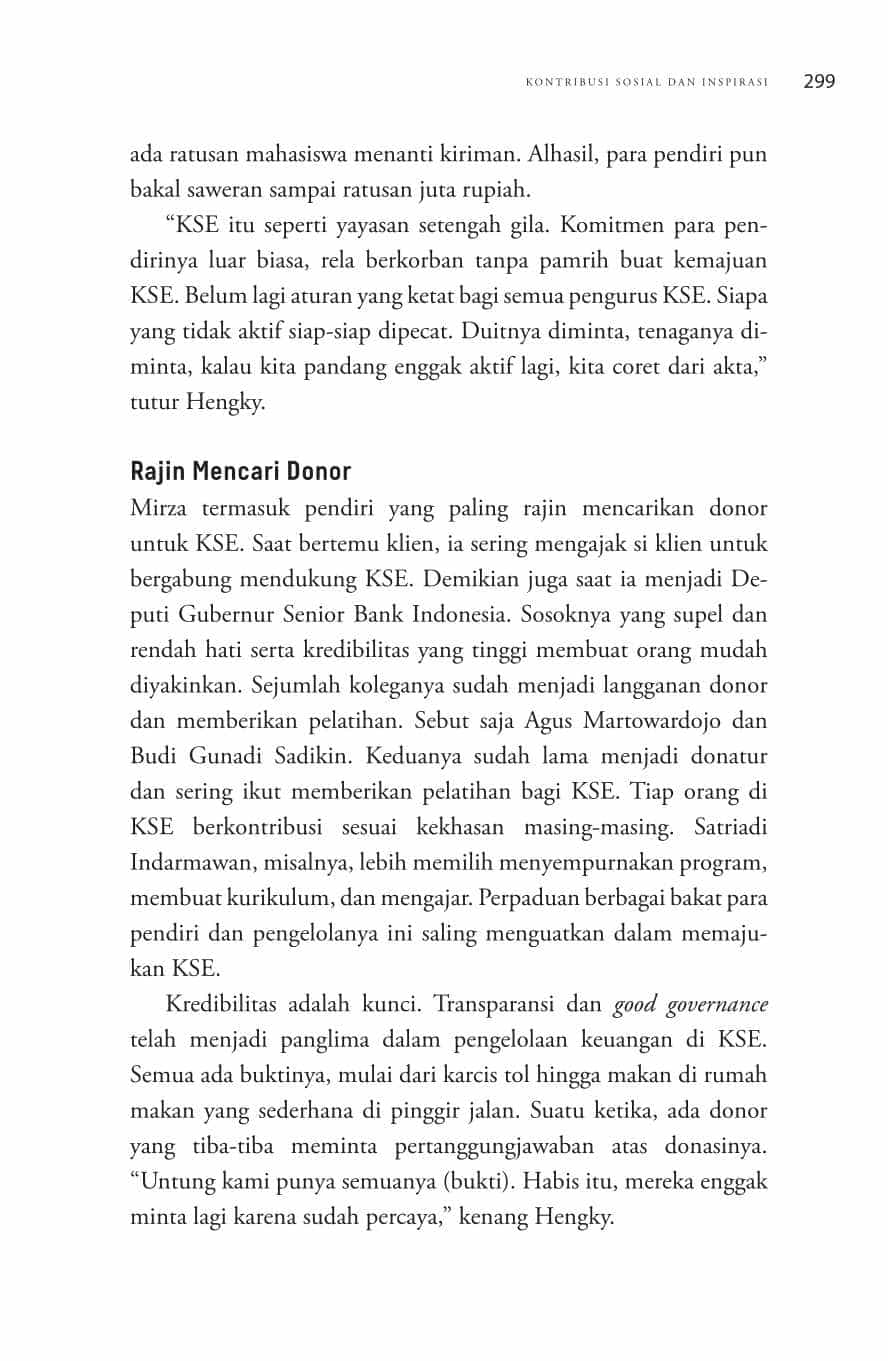 KONTRIBUSI SOSIAL DAN INSPIRASI 299
ada ratusan mahasiswa menanti kiriman. Alhasil, para pendiri pun
bakal saweran sampai ratusan juta rupiah.
“KSE itu seperti yayasan setengah gila. Komitmen para pen-
dirinya luar biasa, rela berkorban tanpa pamrih buat kemajuan
KSE. Belum lagi aturan yang ketat bagi semua pengurus KSE. Siapa
yang tidak aktif siap-siap dipecat. Duitnya diminta, tenaganya di-
minta, kalau kita pandang enggak aktif lagi, kita coret dari akta,”
tutur Hengky.
Rajin Mencari Donor
Mirza termasuk pendiri yang paling rajin mencarikan donor
untuk KSE. Saat bertemu klien, ia sering mengajak si klien untuk
bergabung mendukung KSE. Demikian juga saat ia menjadi De-
puti Gubernur Senior Bank Indonesia. Sosoknya yang supel dan
rendah hati serta kredibilitas yang tinggi membuat orang mudah
diyakinkan. Sejumlah koleganya sudah menjadi langganan donor
dan memberikan pelatihan. Sebut saja Agus Martowardojo dan
Budi Gunadi Sadikin. Keduanya sudah lama menjadi donatur
dan sering ikut memberikan pelatihan bagi KSE. Tiap orang di
KSE berkontribusi sesuai kekhasan masing-masing. Satriadi
Indarmawan, misalnya, lebih memilih menyempurnakan program,
membuat kurikulum, dan mengajar. Perpaduan berbagai bakat para
pendiri dan pengelolanya ini saling menguatkan dalam memaju-
kan KSE.
Kredibilitas adalah kunci. Transparansi dan good governance
telah menjadi panglima dalam pengelolaan keuangan di KSE.
Semua ada buktinya, mulai dari karcis tol hingga makan di rumah
makan yang sederhana di pinggir jalan. Suatu ketika, ada donor
yang tiba-tiba meminta pertanggungjawaban atas donasinya.
“Untung kami punya semuanya (bukti). Habis itu, mereka enggak
minta lagi karena sudah percaya,” kenang Hengky.